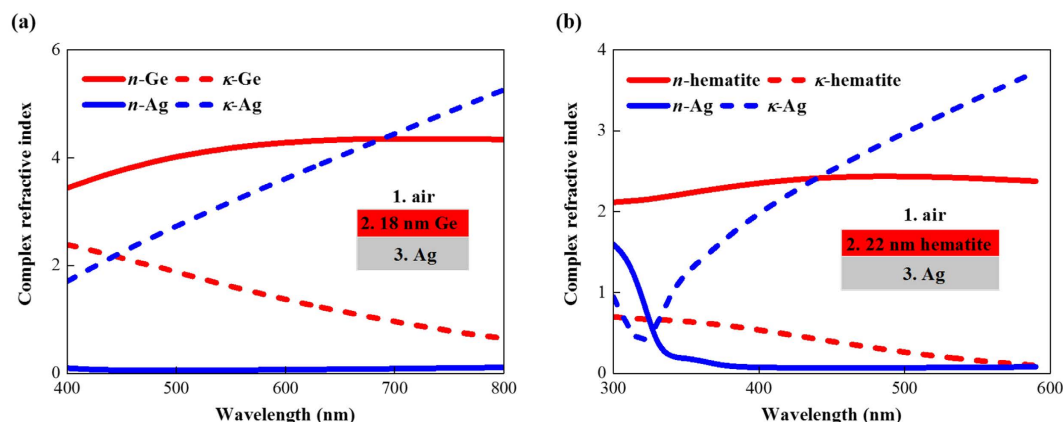 (a)
6
4
2
0
400
500
600
700
800
Complex refractive index
Wavelength (nm)
n-Ge
κ-Ge
n-Ag
κ-Ag
1. air
2. 18 nm Ge
3. Ag
(b)
4
3
2
1
0
300
400
500
600
Complex refractive index
Wavelength (nm)
n-hematite
κ-hematite
n-Ag
κ-Ag
1. air
2. 22 nm hematite
3. Ag